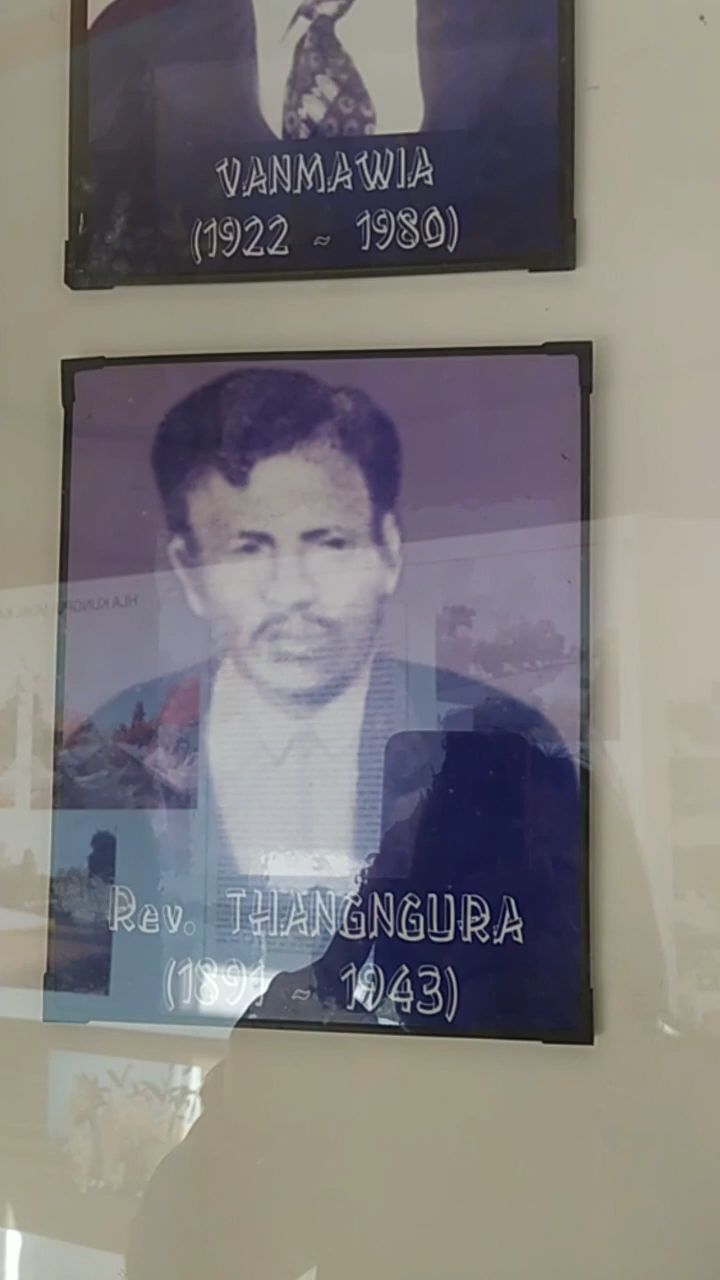 VANMAWIA
(1922 ~ 1980)
Rev. THANGNGURA
(1891 ~ 1943)